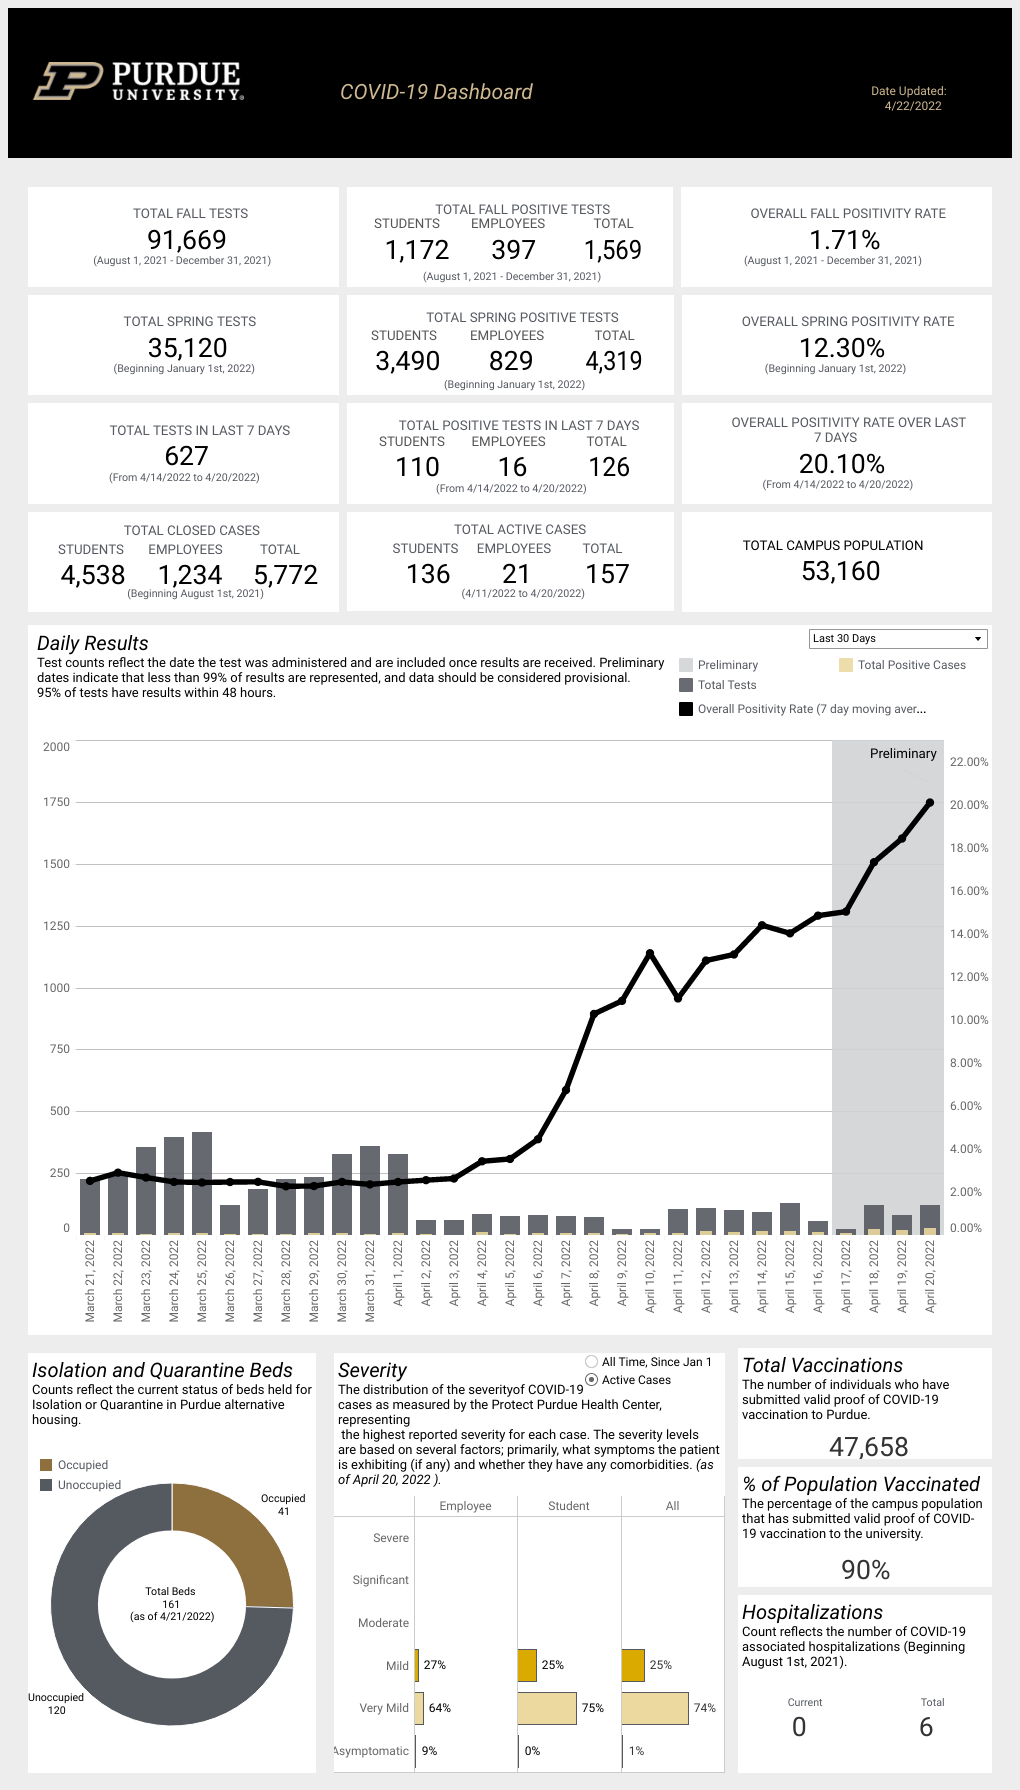 PURDUE
UNIVERSITY®
COVID-19 Dashboard
Date Updated:
4/22/2022
TOTAL FALL TESTS
91,669
(August 1, 2021 - December 31, 2021)
TOTAL FALL POSITIVE TESTS
STUDENTS EMPLOYEES TOTAL
1,172 397 1,569
(August 1, 2021 - December 31, 2021)
OVERALL FALL POSITIVITY RATE
1.71%
(August 1, 2021 - December 31, 2021)
TOTAL SPRING TESTS
35,120
(Beginning January 1st, 2022)
TOTAL SPRING POSITIVE TESTS
STUDENTS EMPLOYEES TOTAL
3,490 829 4,319
(Beginning January 1st, 2022)
OVERALL SPRING POSITIVITY RATE
12.30%
(Beginning January 1st, 2022)
TOTAL TESTS IN LAST 7 DAYS
627
(From 4/14/2022 to 4/20/2022)
TOTAL POSITIVE TESTS IN LAST 7 DAYS
STUDENTS EMPLOYEES TOTAL
110 16 126
(From 4/14/2022 to 4/20/2022)
OVERALL POSITIVITY RATE OVER LAST
7 DAYS
20.10%
(From 4/14/2022 to 4/20/2022)
TOTAL CLOSED CASES
STUDENTS EMPLOYEES TOTAL
4,538 1,234 5,772
(Beginning August 1st, 2021)
TOTAL ACTIVE CASES
STUDENTS EMPLOYEES TOTAL
136 21 157
(4/11/2022 to 4/20/2022)
TOTAL CAMPUS POPULATION
53,160
Daily Results
Test counts reflect the date the test was administered and are included once results are received. Preliminary
dates indicate that less than 99% of results are represented, and data should be considered provisional.
95% of tests have results within 48 hours.
Last 30 Days
Preliminary
Total Positive Cases
Total Tests
Overall Positivity Rate (7 day moving aver...
Preliminary
2000
1750
1500
1250
1000
750
500
250
0
22.00%
20.00%
18.00%
16.00%
14.00%
12.00%
10.00%
8.00%
6.00%
4.00%
2.00%
0.00%
March 21, 2022
March 22, 2022
March 23, 2022
March 24, 2022
March 25, 2022
March 26, 2022
March 27, 2022
March 28, 2022
March 29, 2022
March 30, 2022
March 31, 2022
April 1, 2022
April 2, 2022
April 3, 2022
April 4, 2022
April 5, 2022
April 6, 2022
April 7, 2022
April 8, 2022
April 9, 2022
April 10, 2022
April 11, 2022
April 12, 2022
April 13, 2022
April 14, 2022
April 15, 2022
April 16, 2022
April 17, 2022
April 18, 2022
April 19, 2022
April 20, 2022
Isolation and Quarantine Beds
Counts reflect the current status of beds held for
Isolation or Quarantine in Purdue alternative
housing.
Occupied
Unoccupied
Occupied
41
Total Beds
161
(as of 4/21/2022)
Unoccupied
120
Severity
All Time, Since Jan 1
Active Cases
The distribution of the severityof COVID-19
cases as measured by the Protect Purdue Health Center,
representing
the highest reported severity for each case. The severity levels
are based on several factors; primarily, what symptoms the patient
is exhibiting (if any) and whether they have any comorbidities. (as
of April 20, 2022 ).
Employee Student All
Severe
Significant
Moderate
Mild 27% 25% 25%
Very Mild 64% 75% 74%
Asymptomatic 9% 0% 1%
Total Vaccinations
The number of individuals who have
submitted valid proof of COVID-19
vaccination to Purdue.
47,658
% of Population Vaccinated
The percentage of the campus population
that has submitted valid proof of COVID-
19 vaccination to the university.
90%
Hospitalizations
Count reflects the number of COVID-19
associated hospitalizations (Beginning
August 1st, 2021).
Current Total
0 6